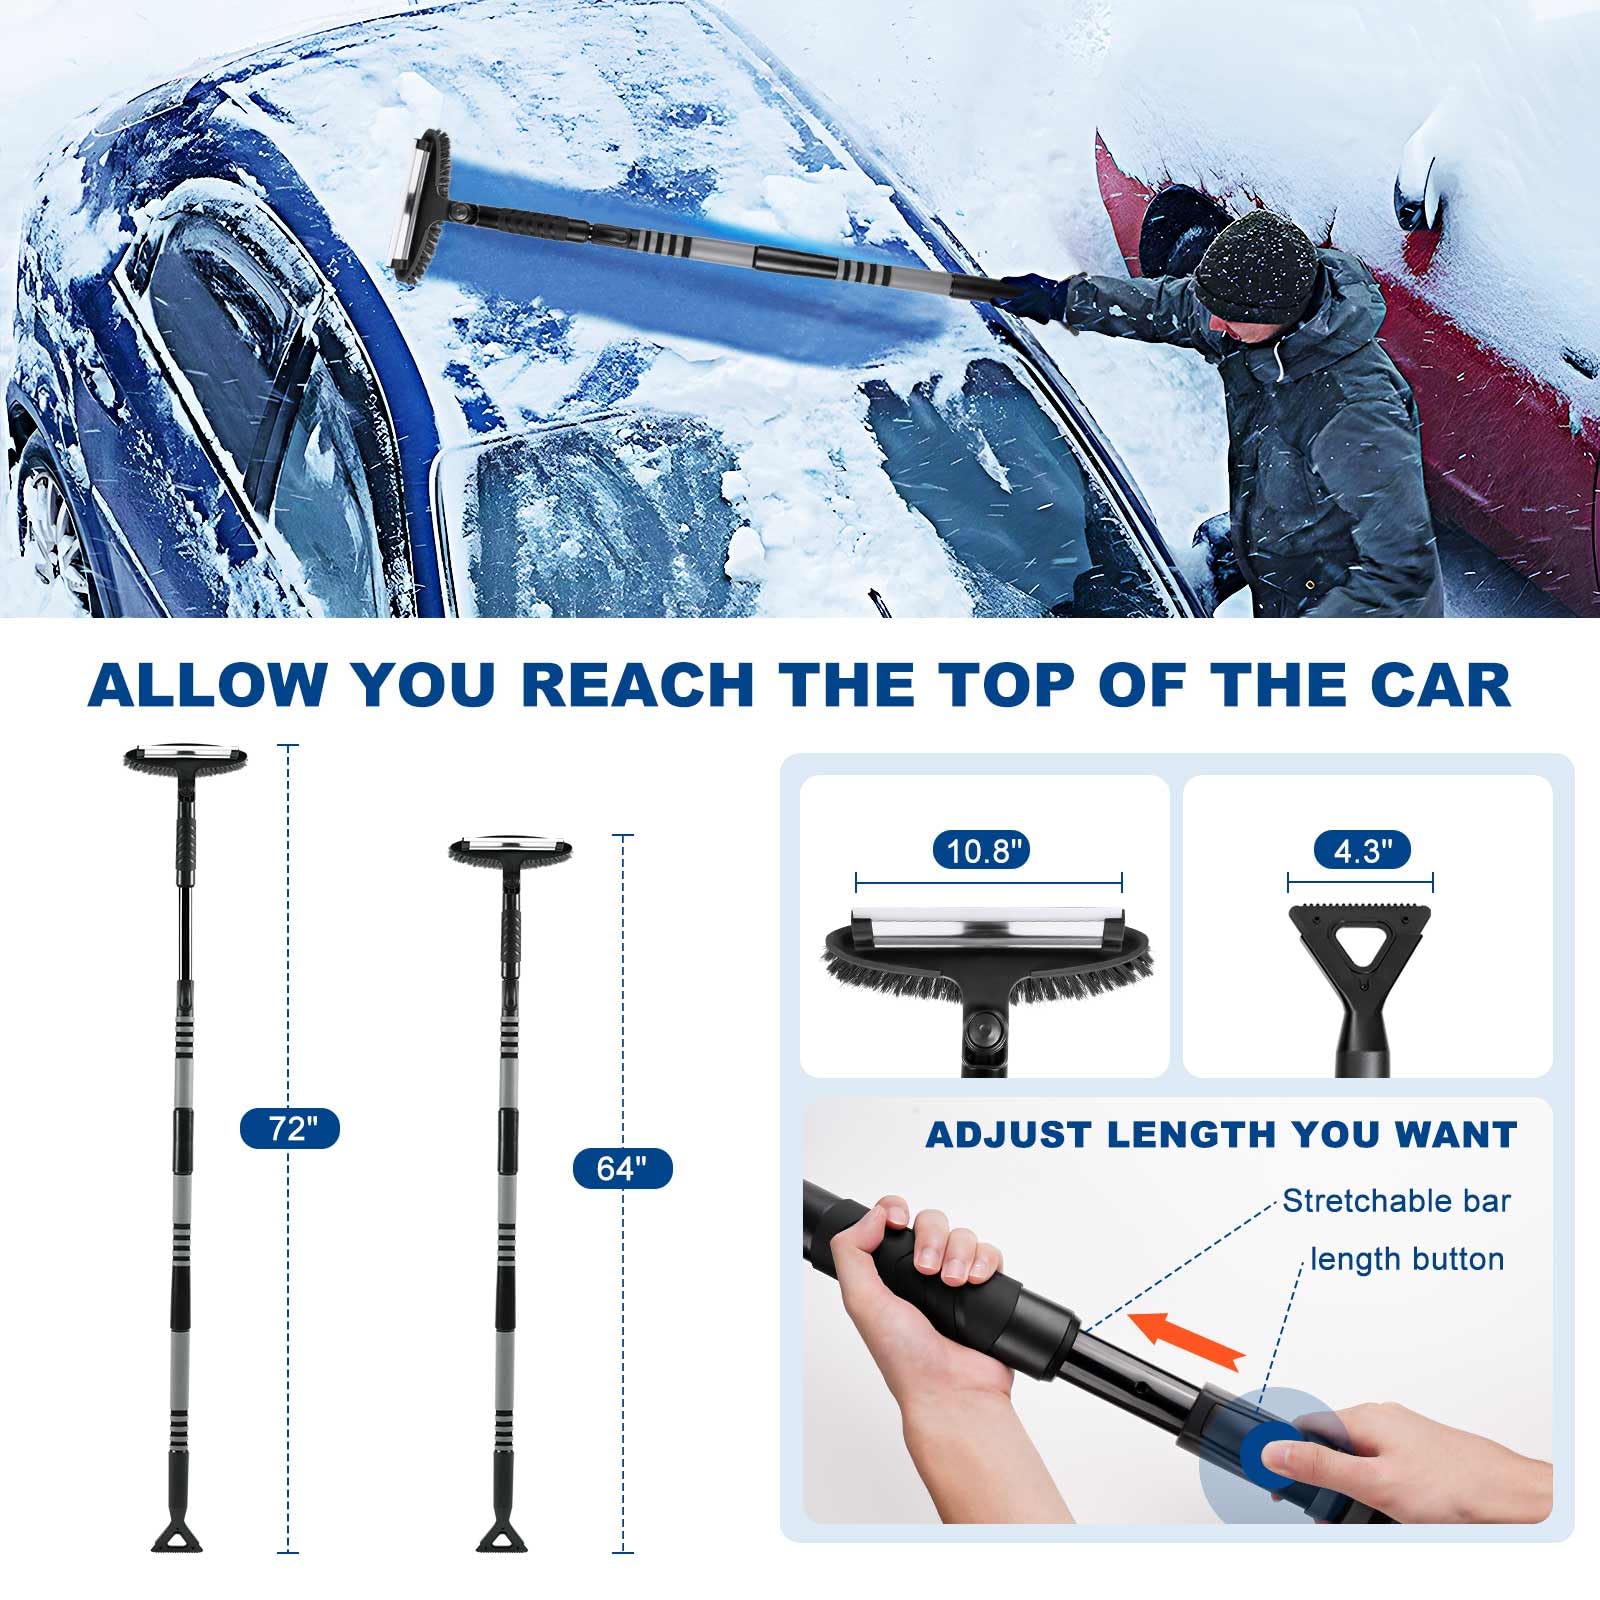 ALLOW YOU REACH THE TOP OF THE CAR
72"
64"
10.8"
4.3"
ADJUST LENGTH YOU WANT
Stretchable bar
length button